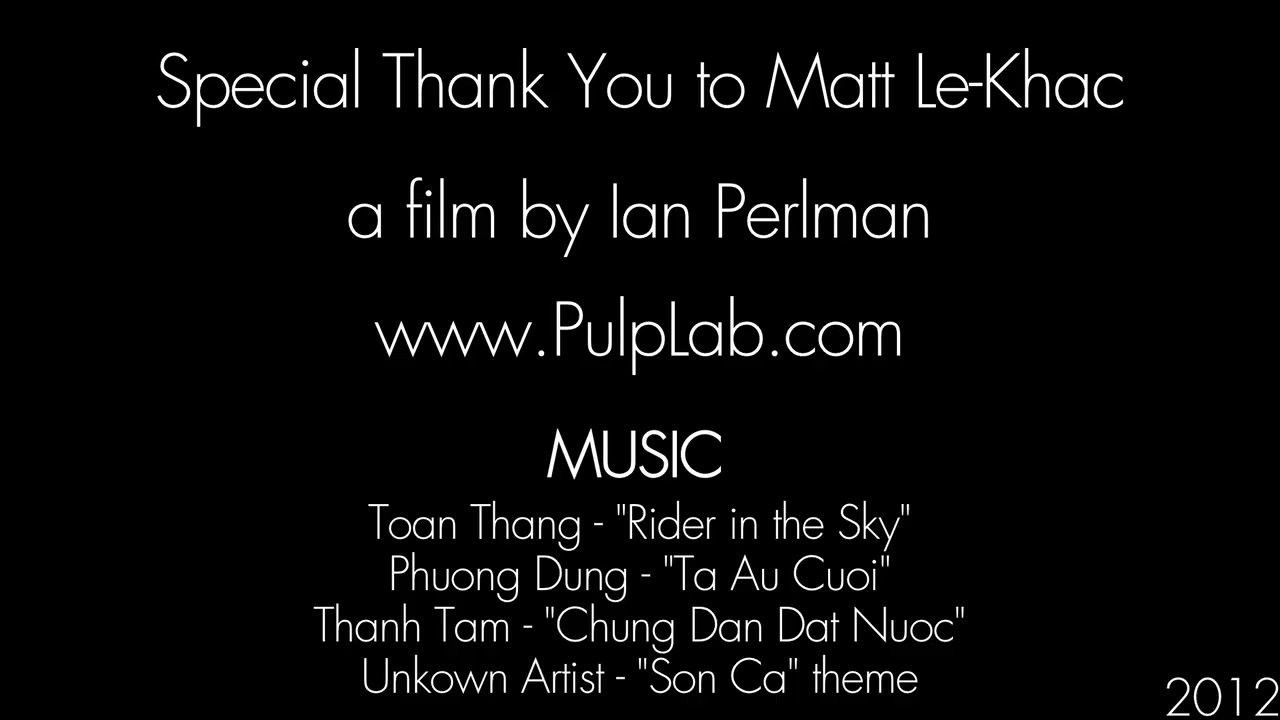 Special Thank You to Matt Le-Khac
a film by Ian Perlman
www.PulpLab.com
MUSIC
Toan Thang - "Rider in the Sky"
Phuong Dung - "Ta Au Cuoi"
Thanh Tam - "Chung Dan Dat Nuoc"
Unkown Artist - "Son Ca" theme
2012